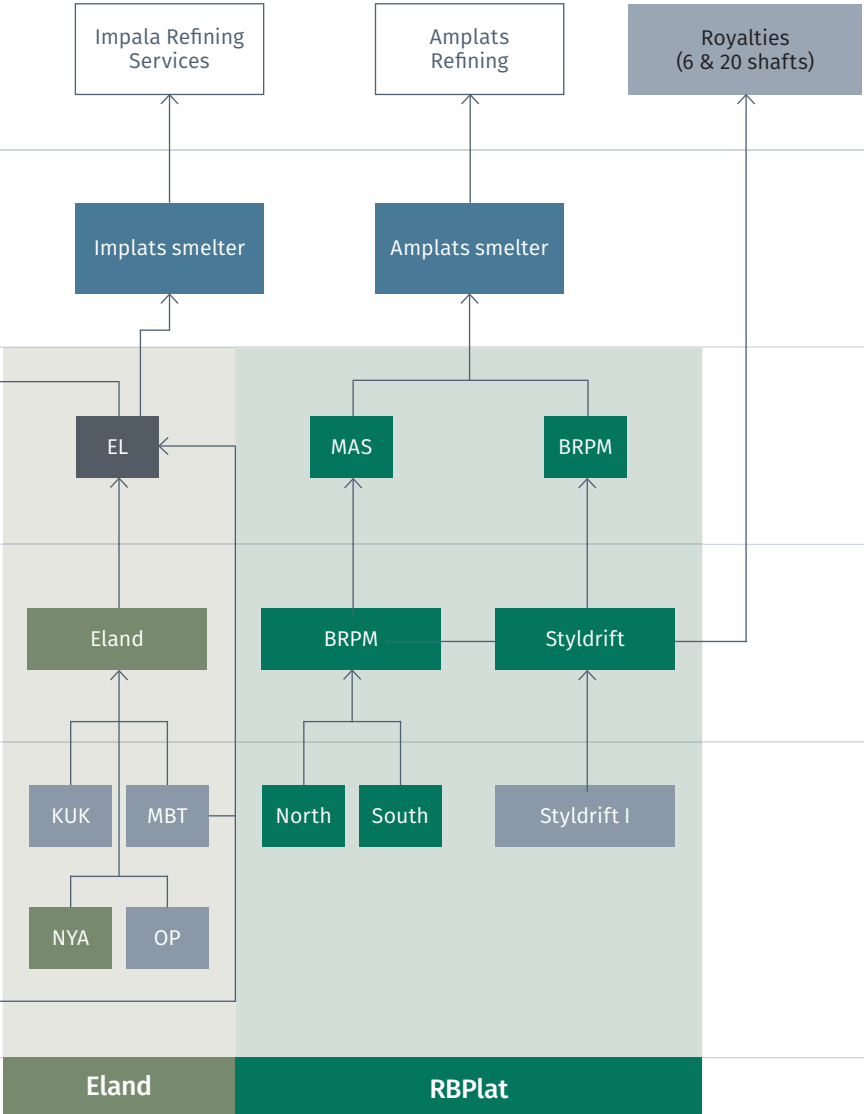 Impala Refining
Services
Amplats
Refining
Royalties
(6 & 20 shafts)
Implats smelter
Amplats smelter
EL
MAS
BRPM
Eland
BRPM
Styldrift
KUK
MBT
North
South
Styldrift I
NYA
OP
Eland
RBPlat